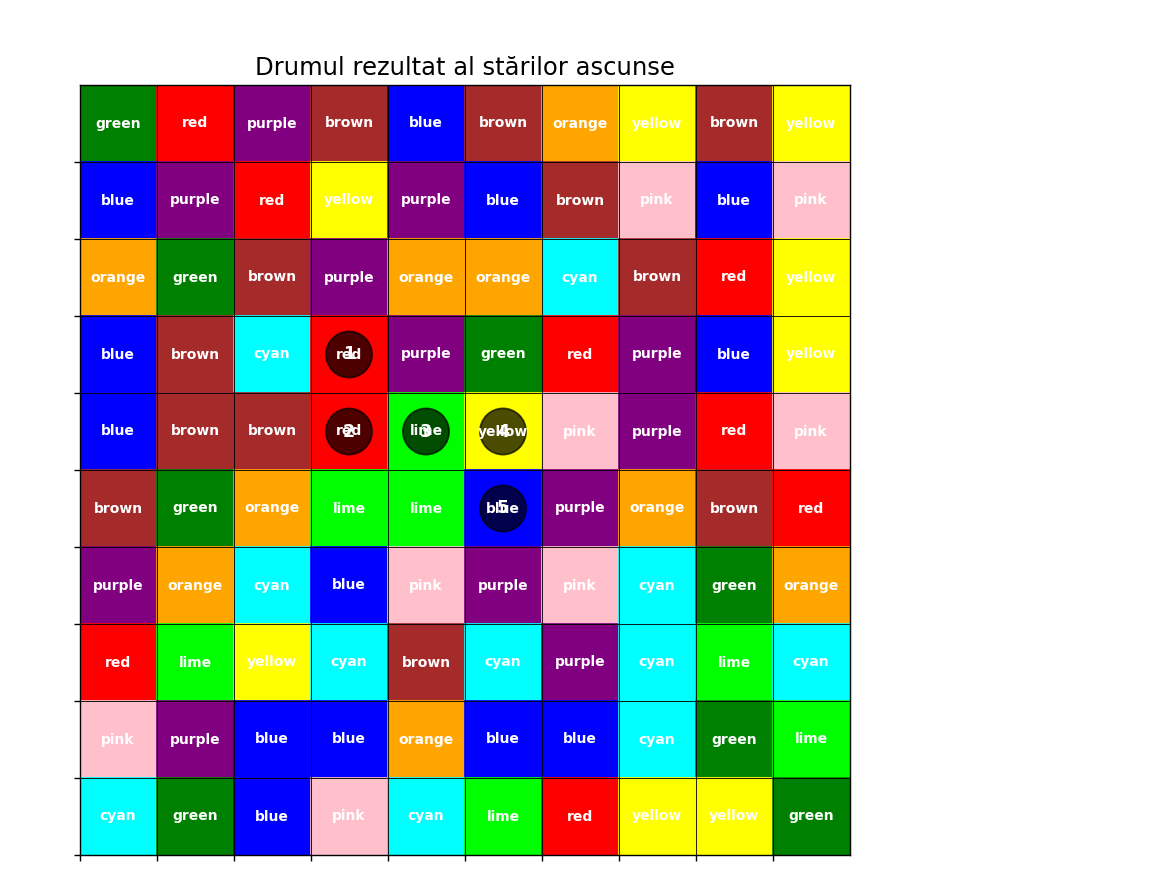 Drumul rezultat al stărilor ascunse
green red purple brown blue brown orange yellow brown yellow
blue purple red yellow purple blue brown pink blue pink
orange green brown purple orange orange cyan brown red yellow
blue brown cyan red 1 purple green red purple blue yellow
blue brown brown red 2 lime 3 yellow 4 pink purple red pink
brown green orange lime lime blue 5 purple orange brown red
purple orange cyan blue pink purple pink cyan green orange
red lime yellow cyan brown cyan purple cyan lime cyan
pink purple blue blue orange blue blue cyan green lime
cyan green blue pink cyan lime red yellow yellow green